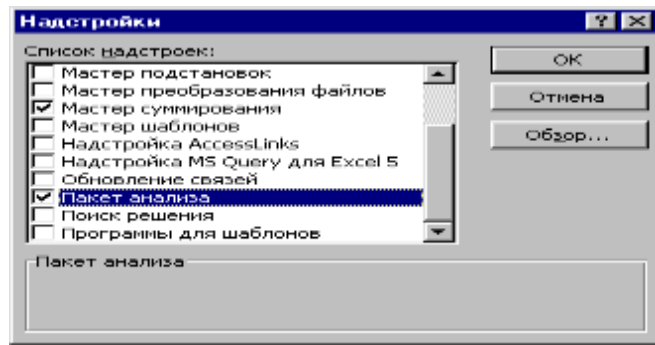 Надстройки
Список надстроек:
Мастер подстановок
Мастер преобразования файлов
Мастер суммирования
Мастер шаблонов
Надстройка AccessLinks
Надстройка MS Query для Excel 5
Обновление связей
Пакет анализа
Поиск решения
Программы для шаблонов
OK
Отмена
Обзор...
Пакет анализа